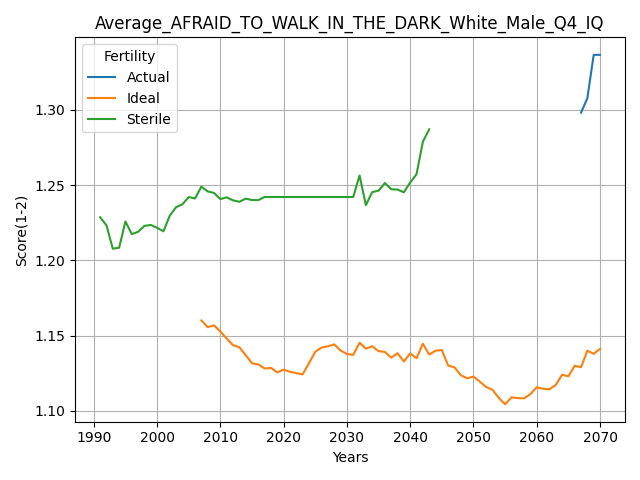 Average_AFRAID_TO_WALK_IN_THE_DARK_White_Male_Q4_IQ
Fertility
Actual
Ideal
Sterile
Score(1-2)
1.30
1.25
1.20
1.15
1.10
1990 2000 2010 2020 2030 2040 2050 2060 2070
Years